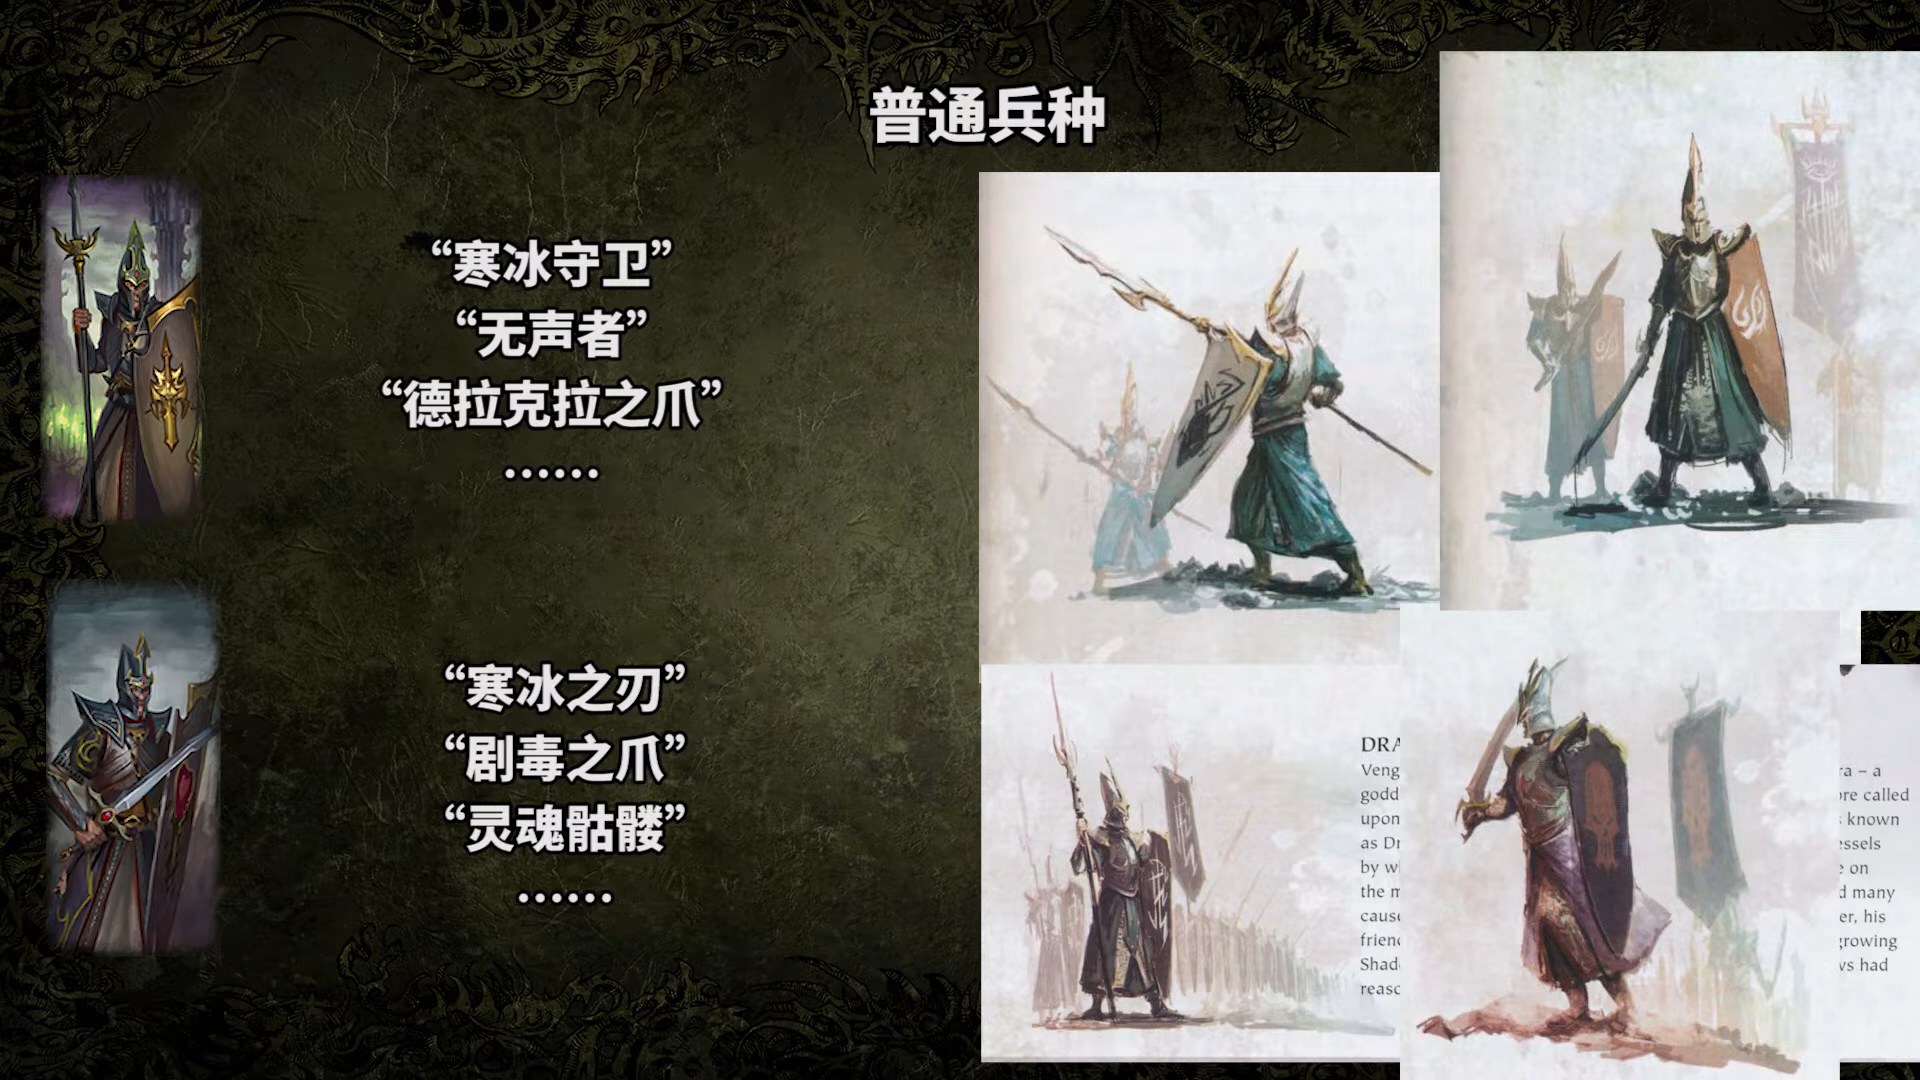 普通兵种
“寒冰守卫”
“无声者”
“德拉克拉之爪”
……
“寒冰之刃”
“剧毒之爪”
“灵魂骷髅”
……
DRA
Veng
godd
upon
as Dr
by w
the m
cause
frien
Shad
reaso
ra – a
ore called
s known
essels
e on
d many
er, his
growing
ws had